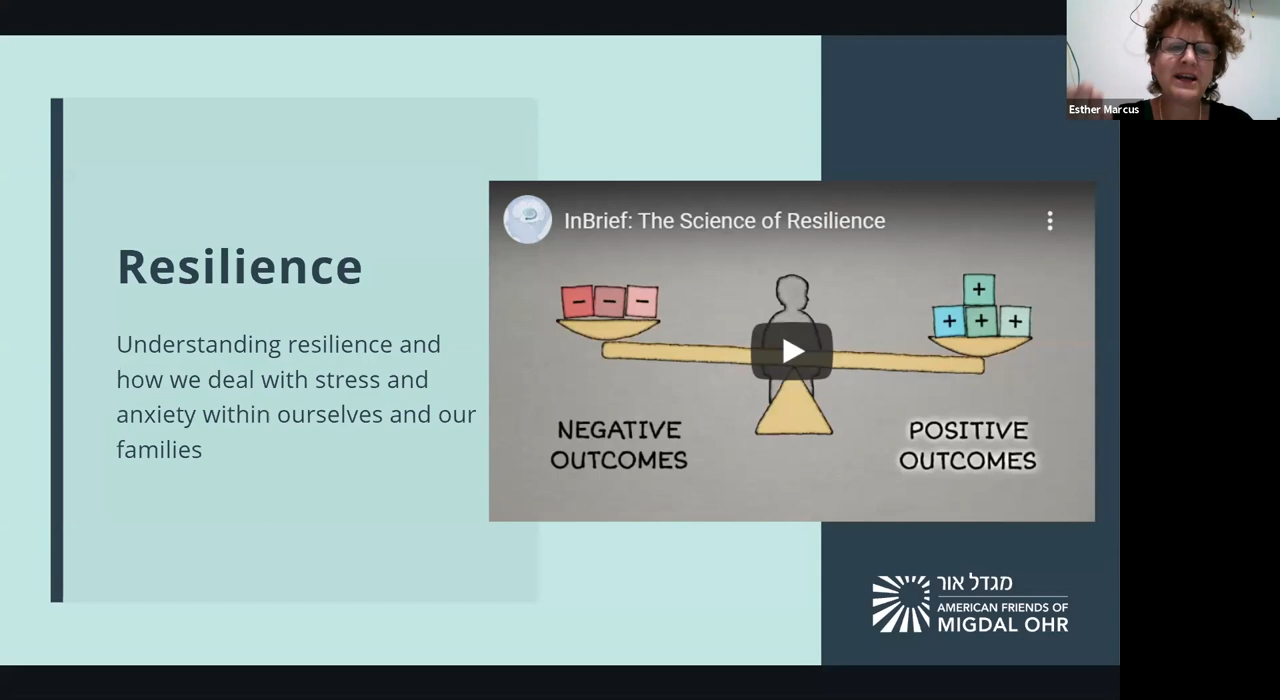 Esther Marcus
Resilience
Understanding resilience and
how we deal with stress and
anxiety within ourselves and our
families
InBrief: The Science of Resilience
− − −
+
+ + +
NEGATIVE
OUTCOMES
POSITIVE
OUTCOMES
מגדל אור
AMERICAN FRIENDS OF
MIGDAL OHR